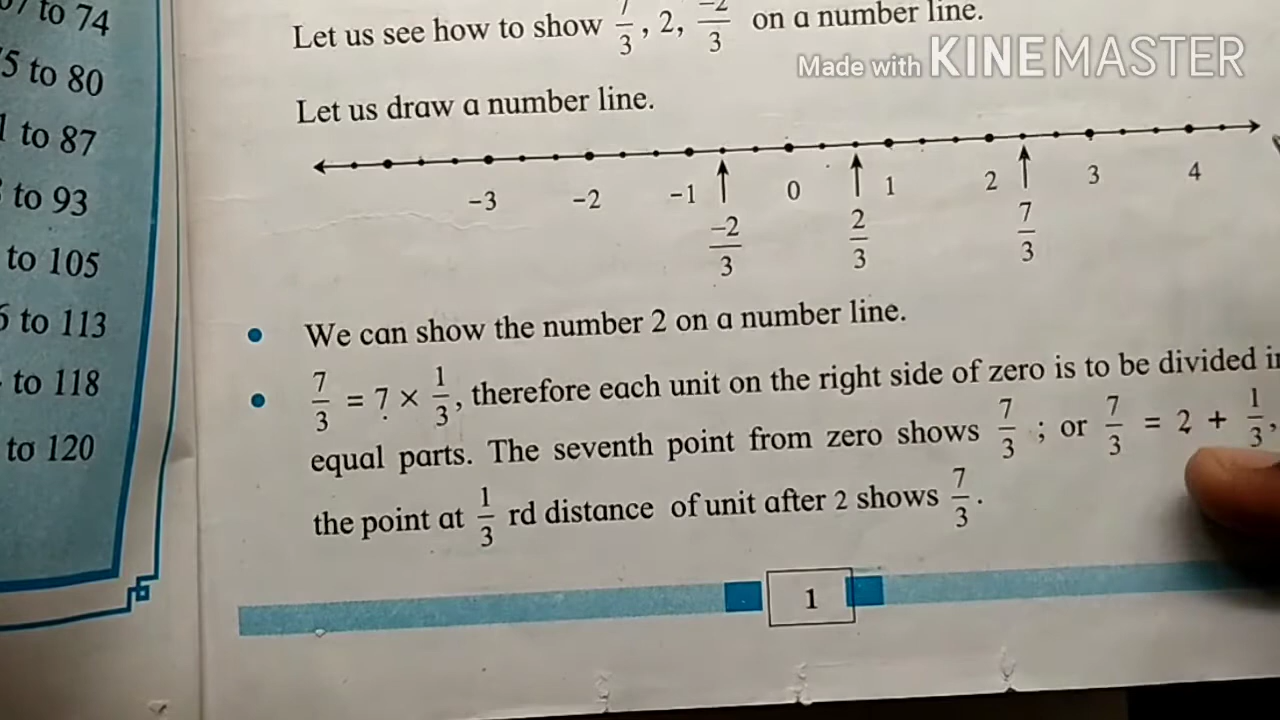 to 74
5 to 80
to 87
to 93
to 105
to 113
to 118
to 120
Let us see how to show 7/3, 2, -2/3 on a number line.
Made with KINEMASTER
Let us draw a number line.
-3 -2 -1 0 1 2 3 4
-2/3 2/3 7/3
• We can show the number 2 on a number line.
• 7/3 = 7 × 1/3, therefore each unit on the right side of zero is to be divided
equal parts. The seventh point from zero shows 7/3 ; or 7/3 = 2 + 1/3,
the point at 1/3 rd distance of unit after 2 shows 7/3.
1